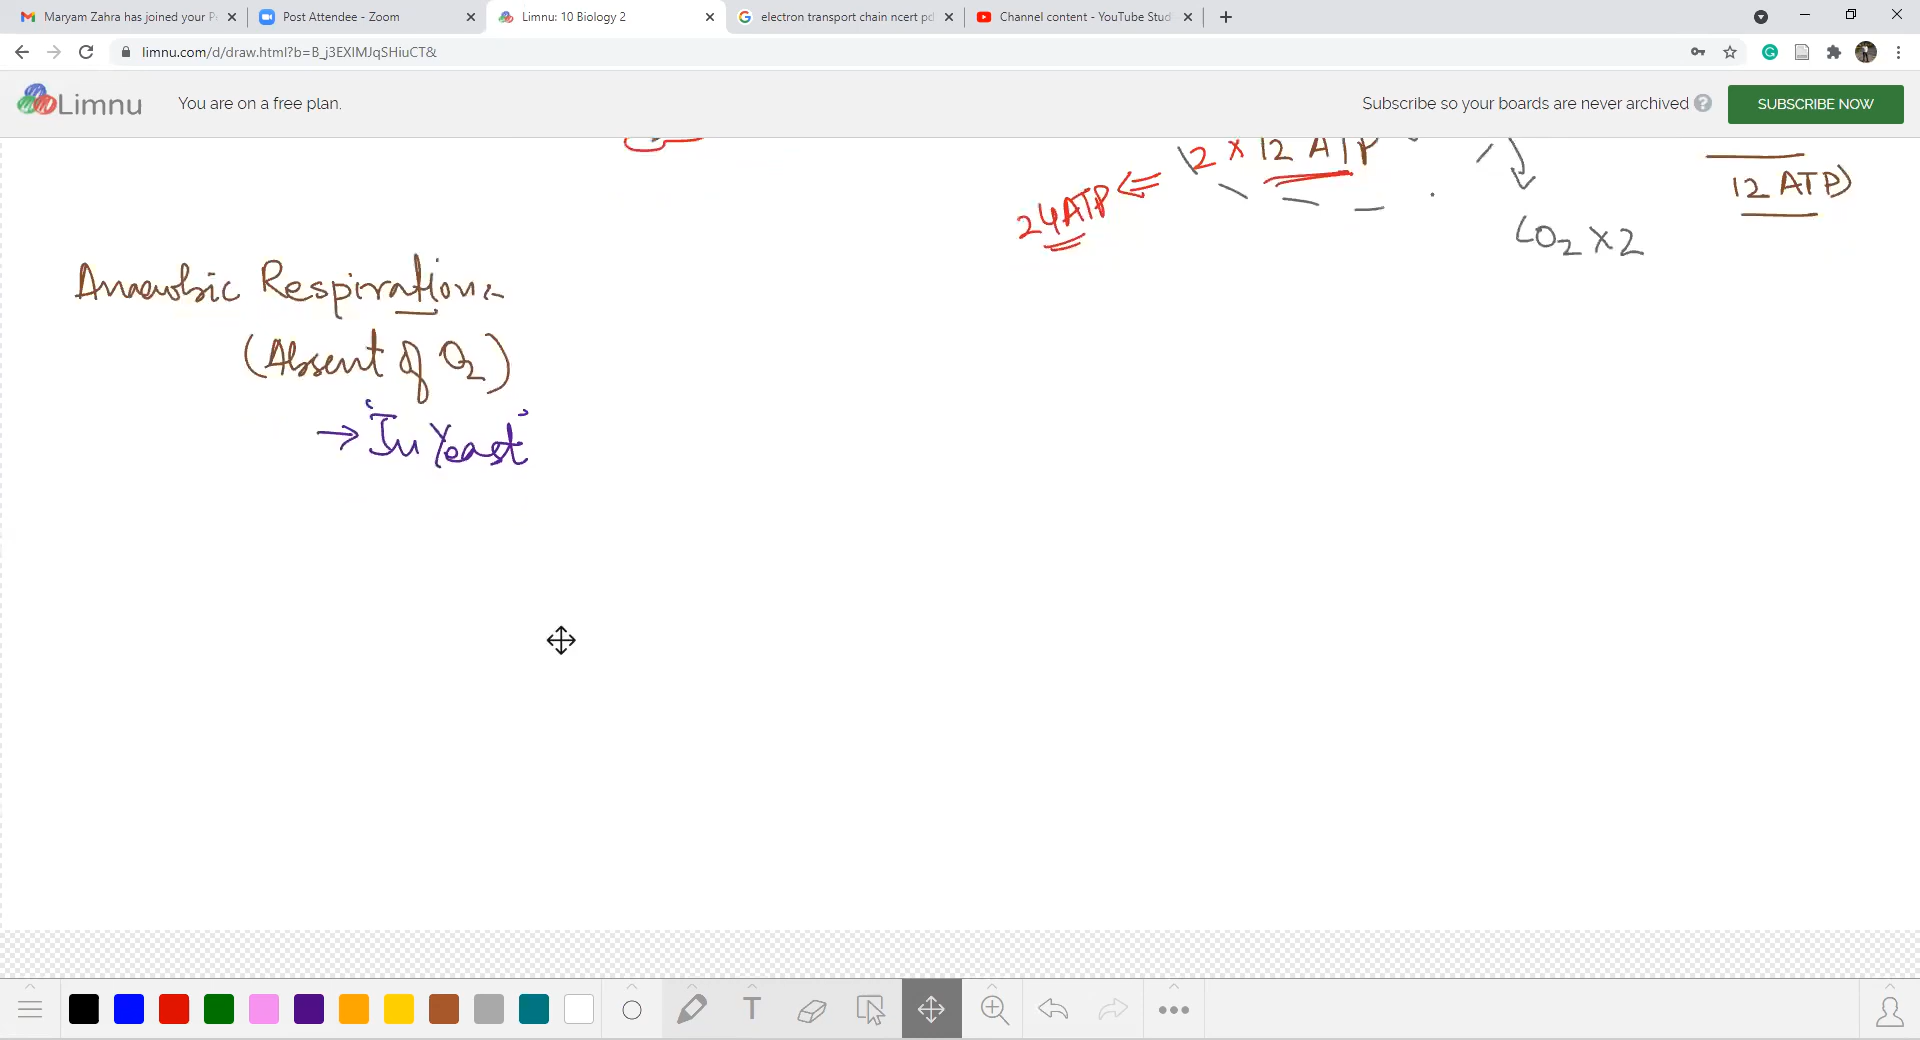 Maryam Zahra has joined your P
Post Attendee - Zoom
Limnu: 10 Biology 2
electron transport chain ncert pd
Channel content - YouTube Stud
limnu.com/d/draw.html?b=B_j3EXIMJqSHiuCT&
Limnu
You are on a free plan.
Subscribe so your boards are never archived ?
SUBSCRIBE NOW
2 x 12 ATP
24ATP
12 ATP)
CO2 x 2
Anaerobic Respiration:-
(Absent of O2)
→ 'In Yeast'
T